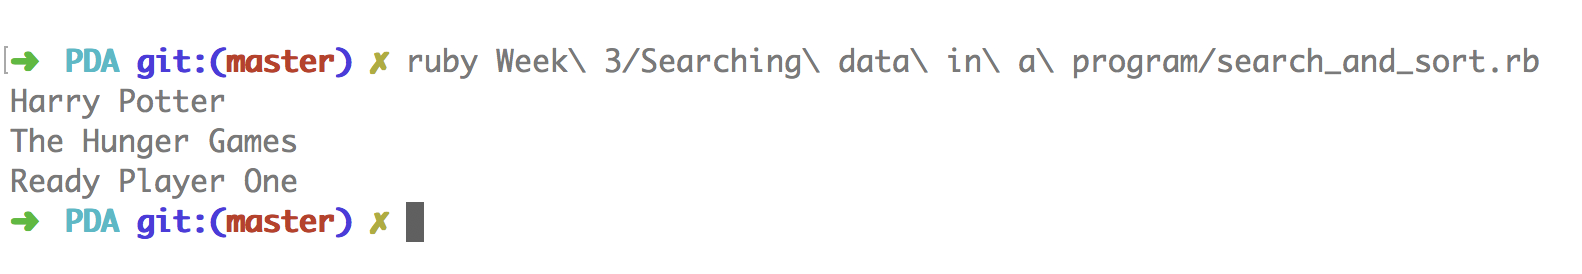 ➜ PDA git:(master) ✗ ruby Week\ 3/Searching\ data\ in\ a\ program/search_and_sort.rb
Harry Potter
The Hunger Games
Ready Player One
➜ PDA git:(master) ✗